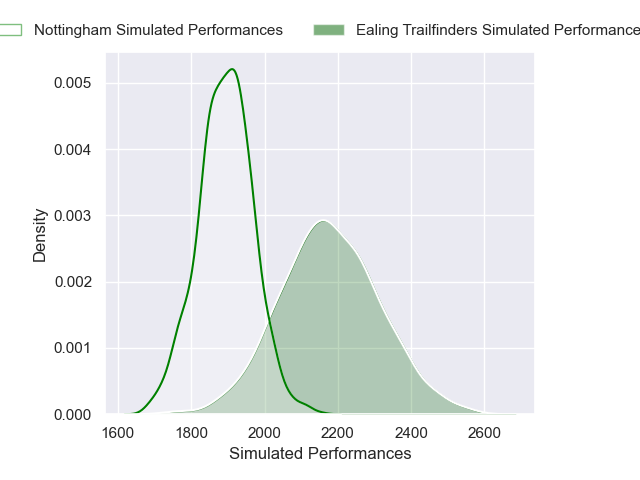 Nottingham Simulated Performances
Ealing Trailfinders Simulated Performance
0.005
0.004
0.003
0.002
0.001
0.000
Density
1600 1800 2000 2200 2400 2600
Simulated Performances